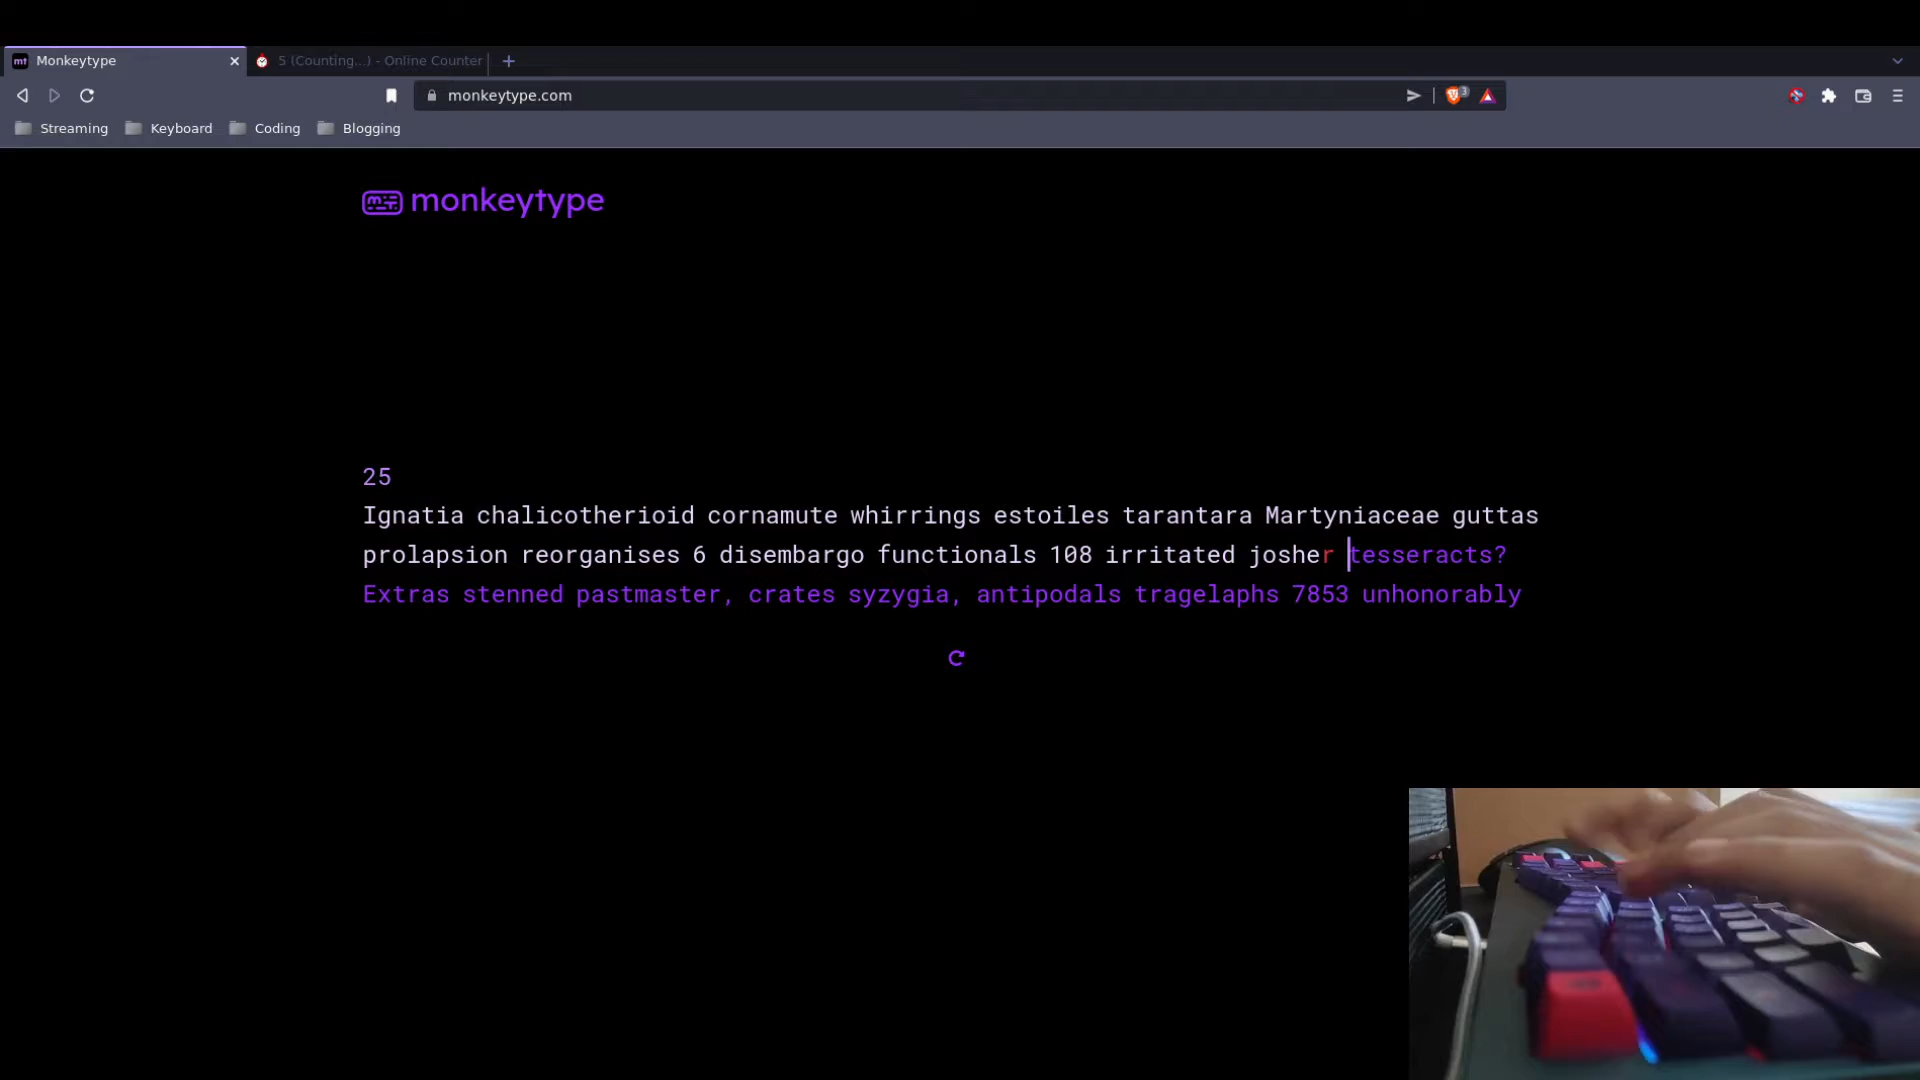 mt Monkeytype
5 (Counting...) - Online Counter
monkeytype.com
3
Streaming
Keyboard
Coding
Blogging
monkeytype
25
Ignatia chalicotherioid cornamute whirrings estoiles tarantara Martyniaceae guttas
prolapsion reorganises 6 disembargo functionals 108 irritated josher tesseracts?
Extras stenned pastmaster, crates syzygia, antipodals tragelaphs 7853 unhonorably